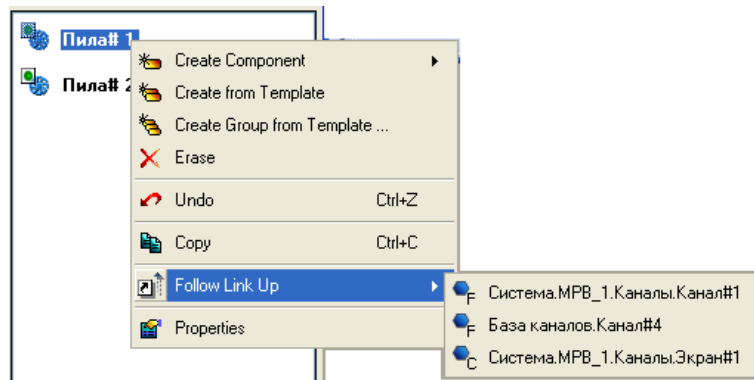 Пила# 1
Пила# 2
Create Component
Create from Template
Create Group from Template ...
Erase
Undo Ctrl+Z
Copy Ctrl+C
Follow Link Up
Properties
F Система.МРВ_1.Каналы.Канал#1
F База каналов.Канал#4
C Система.МРВ_1.Каналы.Экран#1